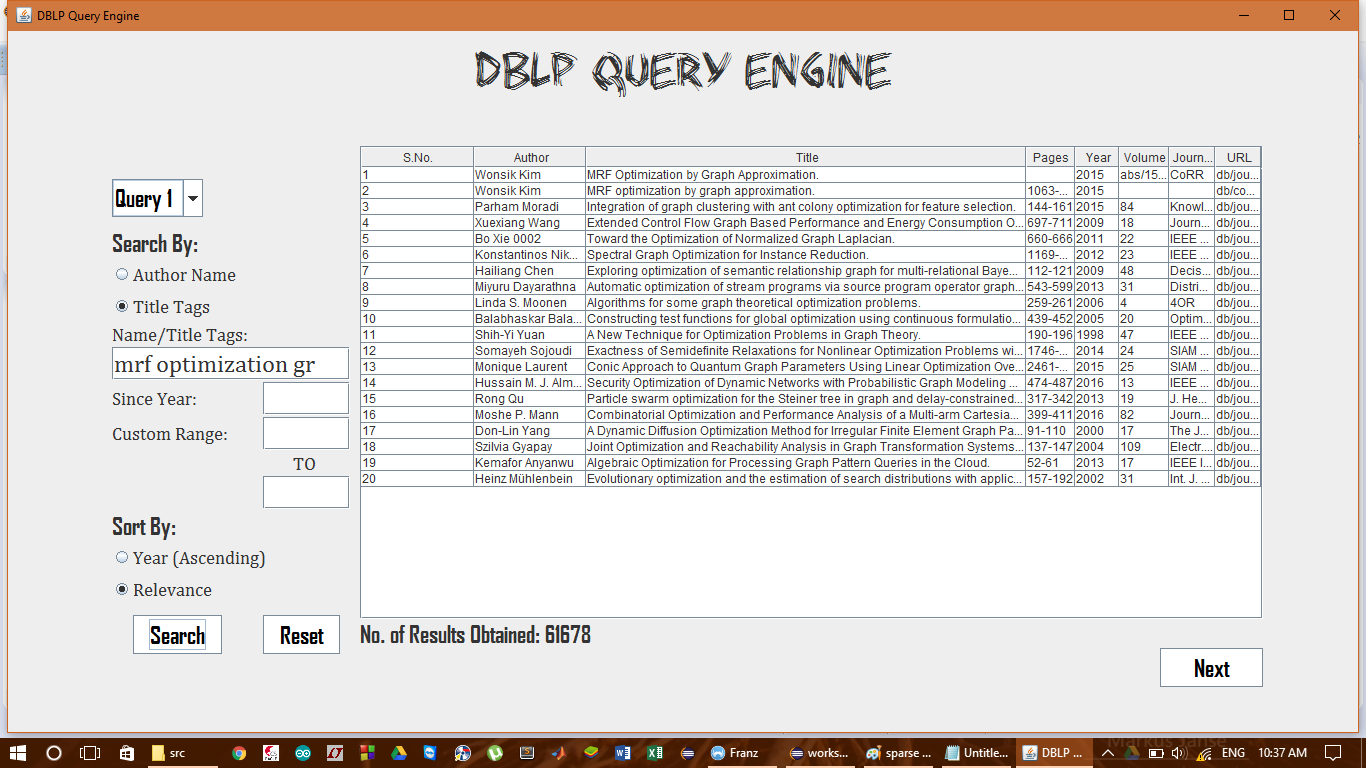 DBLP Query Engine
DBLP QUERY ENGINE
Query 1
Search By:
Author Name
Title Tags
Name/Title Tags:
mrf optimization gr
Since Year:
Custom Range:
TO
Sort By:
Year (Ascending)
Relevance
Search Reset
S.No. Author Title Pages Year Volume Journ... URL
1 Wonsik Kim MRF Optimization by Graph Approximation. 2015 abs/15... CoRR db/jou...
2 Wonsik Kim MRF optimization by graph approximation. 1063-... 2015 db/co...
3 Parham Moradi Integration of graph clustering with ant colony optimization for feature selection. 144-161 2015 84 Knowl... db/jou...
4 Xuexiang Wang Extended Control Flow Graph Based Performance and Energy Consumption O... 697-711 2009 18 Journ... db/jou...
5 Bo Xie 0002 Toward the Optimization of Normalized Graph Laplacian. 660-666 2011 22 IEEE ... db/jou...
6 Konstantinos Nik... Spectral Graph Optimization for Instance Reduction. 1169-... 2012 23 IEEE ... db/jou...
7 Hailiang Chen Exploring optimization of semantic relationship graph for multi-relational Baye... 112-121 2009 48 Decis... db/jou...
8 Miyuru Dayarathna Automatic optimization of stream programs via source program operator graph... 543-599 2013 31 Distri... db/jou...
9 Linda S. Moonen Algorithms for some graph theoretical optimization problems. 259-261 2006 4 4OR db/jou...
10 Balabhaskar Bala... Constructing test functions for global optimization using continuous formulatio... 439-452 2005 20 Optim... db/jou...
11 Shih-Yi Yuan A New Technique for Optimization Problems in Graph Theory. 190-196 1998 47 IEEE ... db/jou...
12 Somayeh Sojoudi Exactness of Semidefinite Relaxations for Nonlinear Optimization Problems wi... 1746-... 2014 24 SIAM ... db/jou...
13 Monique Laurent Conic Approach to Quantum Graph Parameters Using Linear Optimization Ove... 2461-... 2015 25 SIAM ... db/jou...
14 Hussain M. J. Alm... Security Optimization of Dynamic Networks with Probabilistic Graph Modeling ... 474-487 2016 13 IEEE ... db/jou...
15 Rong Qu Particle swarm optimization for the Steiner tree in graph and delay-constrained... 317-342 2013 19 J. He... db/jou...
16 Moshe P. Mann Combinatorial Optimization and Performance Analysis of a Multi-arm Cartesia... 399-411 2016 82 Journ... db/jou...
17 Don-Lin Yang A Dynamic Diffusion Optimization Method for Irregular Finite Element Graph Pa... 91-110 2000 17 The J... db/jou...
18 Szilvia Gyapay Joint Optimization and Reachability Analysis in Graph Transformation Systems... 137-147 2004 109 Electr... db/jou...
19 Kemafor Anyanwu Algebraic Optimization for Processing Graph Pattern Queries in the Cloud. 52-61 2013 17 IEEE I... db/jou...
20 Heinz Mühlenbein Evolutionary optimization and the estimation of search distributions with applic... 157-192 2002 31 Int. J. ... db/jou...
No. of Results Obtained: 61678
Next
src Franz works... sparse ... Untitle... DBLP ... ENG 10:37 AM